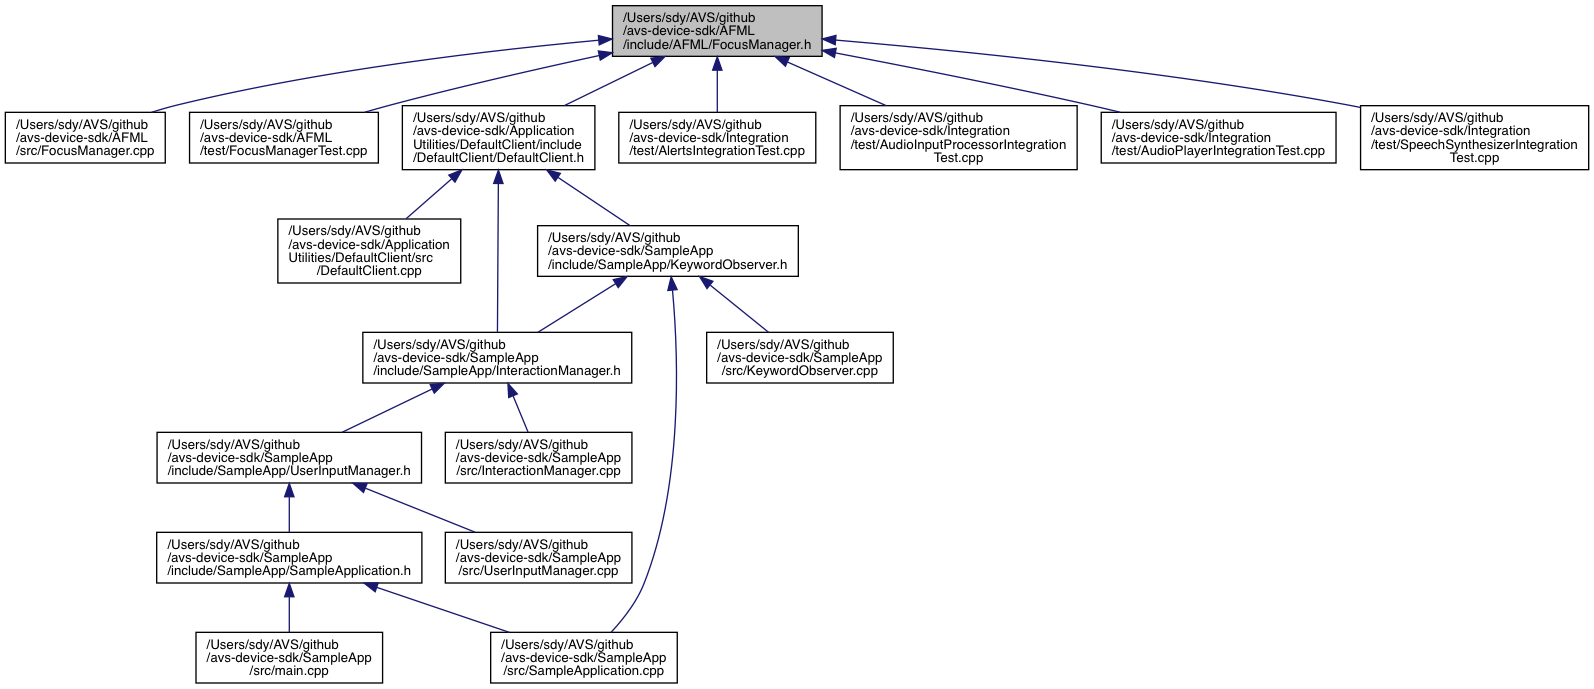 /Users/sdy/AVS/github
/avs-device-sdk/AFML
/include/AFML/FocusManager.h
/Users/sdy/AVS/github
/avs-device-sdk/AFML
/src/FocusManager.cpp
/Users/sdy/AVS/github
/avs-device-sdk/AFML
/test/FocusManagerTest.cpp
/Users/sdy/AVS/github
/avs-device-sdk/Application
Utilities/DefaultClient/include
/DefaultClient/DefaultClient.h
/Users/sdy/AVS/github
/avs-device-sdk/Integration
/test/AlertsIntegrationTest.cpp
/Users/sdy/AVS/github
/avs-device-sdk/Integration
/test/AudioInputProcessorIntegration
Test.cpp
/Users/sdy/AVS/github
/avs-device-sdk/Integration
/test/AudioPlayerIntegrationTest.cpp
/Users/sdy/AVS/github
/avs-device-sdk/Integration
/test/SpeechSynthesizerIntegration
Test.cpp
/Users/sdy/AVS/github
/avs-device-sdk/Application
Utilities/DefaultClient/src
/DefaultClient.cpp
/Users/sdy/AVS/github
/avs-device-sdk/SampleApp
/include/SampleApp/KeywordObserver.h
/Users/sdy/AVS/github
/avs-device-sdk/SampleApp
/include/SampleApp/InteractionManager.h
/Users/sdy/AVS/github
/avs-device-sdk/SampleApp
/src/KeywordObserver.cpp
/Users/sdy/AVS/github
/avs-device-sdk/SampleApp
/include/SampleApp/UserInputManager.h
/Users/sdy/AVS/github
/avs-device-sdk/SampleApp
/src/InteractionManager.cpp
/Users/sdy/AVS/github
/avs-device-sdk/SampleApp
/include/SampleApp/SampleApplication.h
/Users/sdy/AVS/github
/avs-device-sdk/SampleApp
/src/UserInputManager.cpp
/Users/sdy/AVS/github
/avs-device-sdk/SampleApp
/src/main.cpp
/Users/sdy/AVS/github
/avs-device-sdk/SampleApp
/src/SampleApplication.cpp